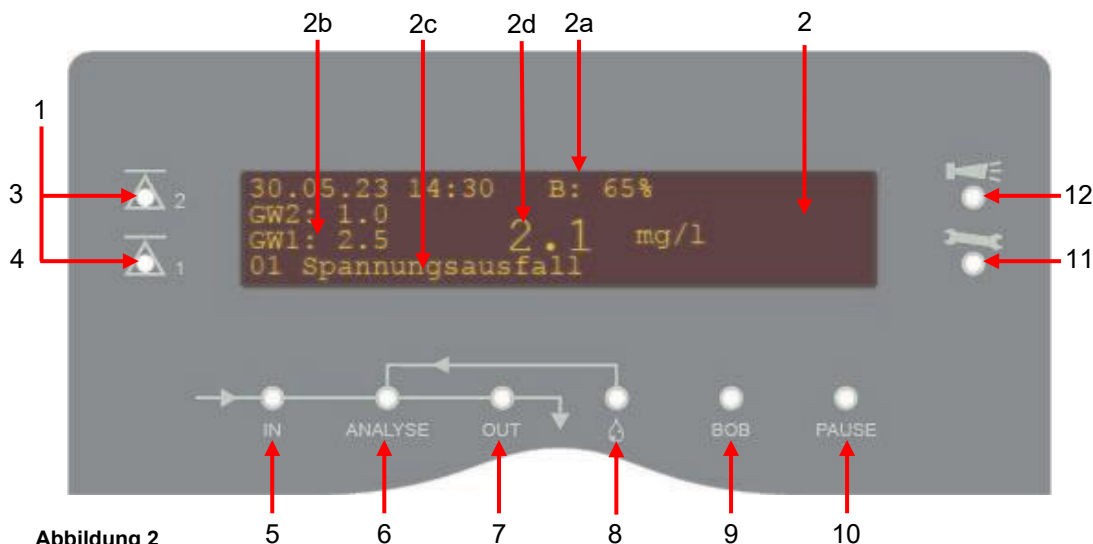 2b 2c 2d 2a 2
1
3
4
2
1
30.05.23 14:30 B: 65%
GW2: 1.0
GW1: 2.5 2.1 mg/l
01 Spannungsausfall
12
11
IN ANALYSE OUT BOB PAUSE
Abbildung 2 5 6 7 8 9 10